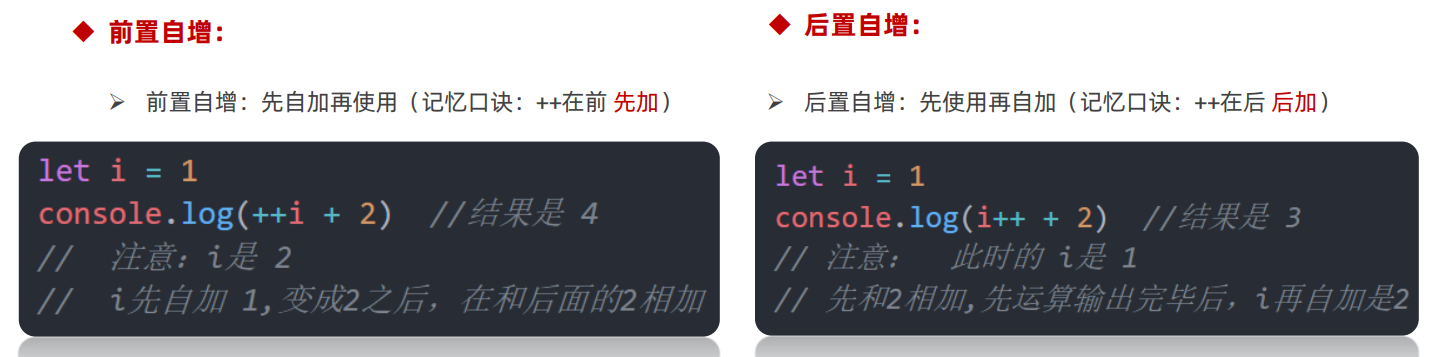 前置自增：
前置自增：先自加再使用（记忆口诀：++在前 先加）
let i = 1
console.log(++i + 2)  //结果是 4
//  注意：i是 2
//  i先自加 1,变成2之后，在和后面的2相加
后置自增：
后置自增：先使用再自加（记忆口诀：++在后 后加）
let i = 1
console.log(i++ + 2)  //结果是 3
// 注意：  此时的 i是 1
// 先和2相加,先运算输出完毕后，i再自加是2